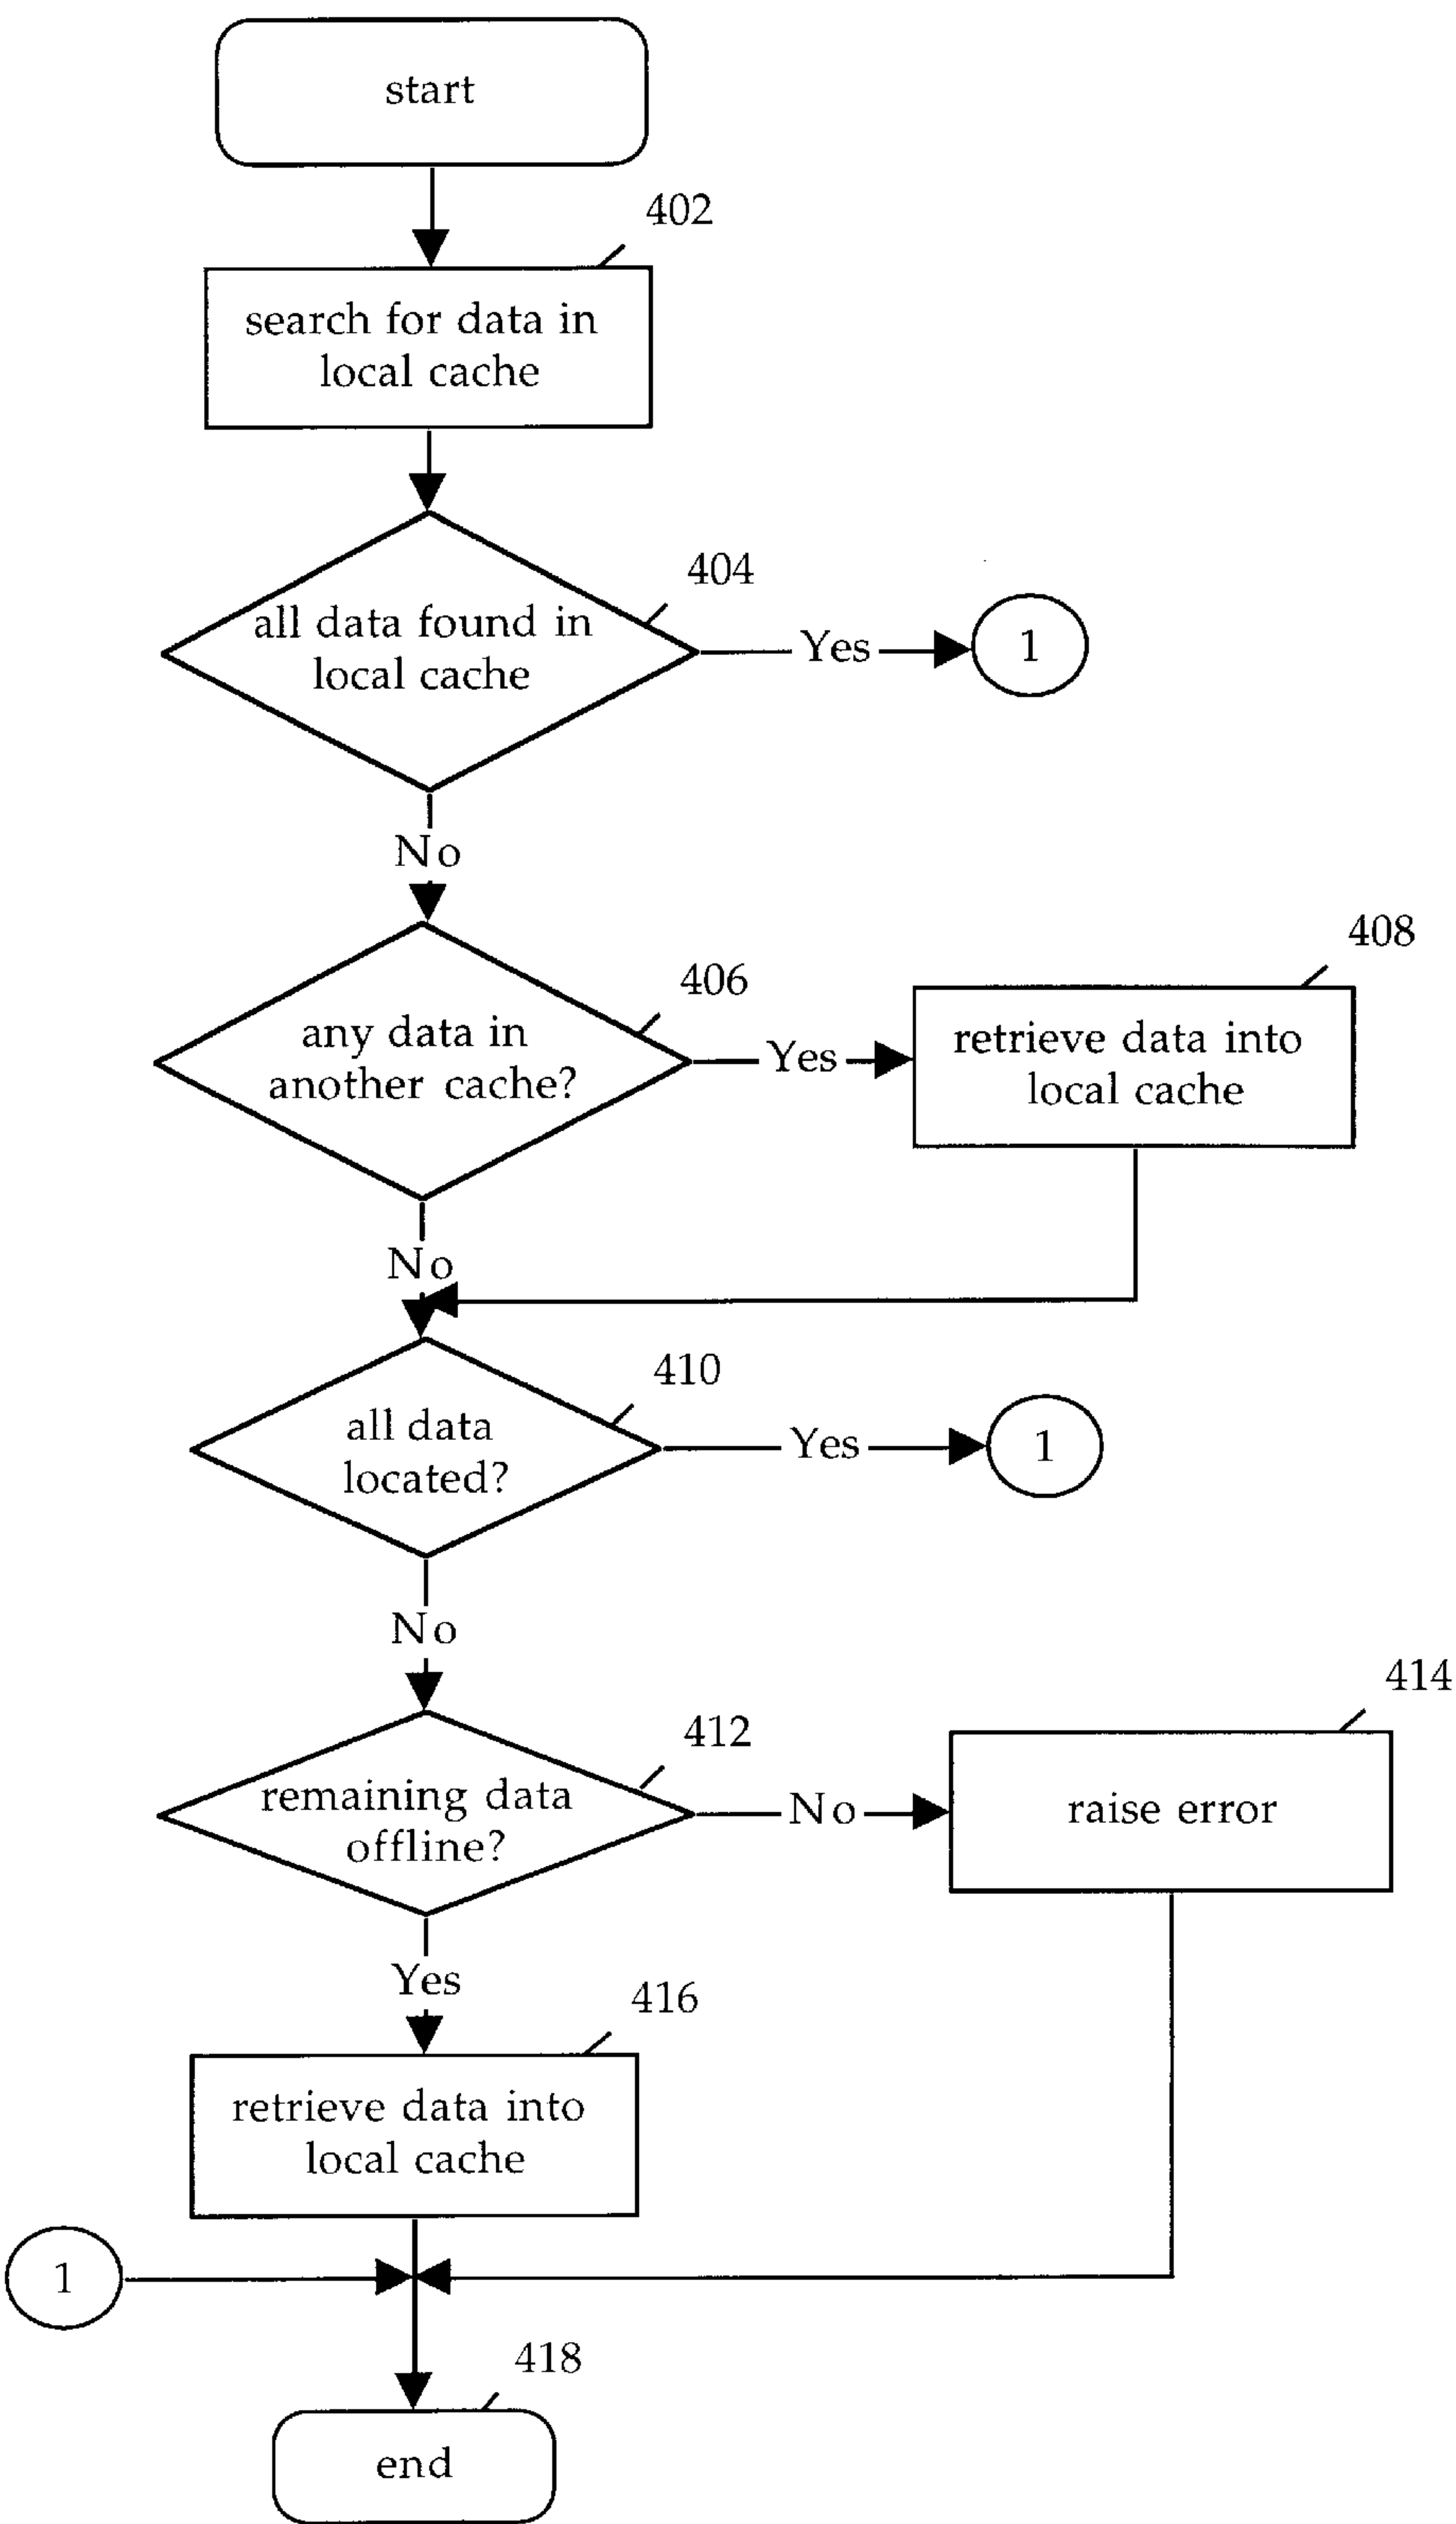 start
402
search for data in
local cache
404
all data found in
local cache
Yes
1
No
406
any data in
another cache?
Yes
408
retrieve data into
local cache
No
410
all data
located?
Yes
1
No
412
remaining data
offline?
No
414
raise error
Yes
416
retrieve data into
local cache
1
418
end